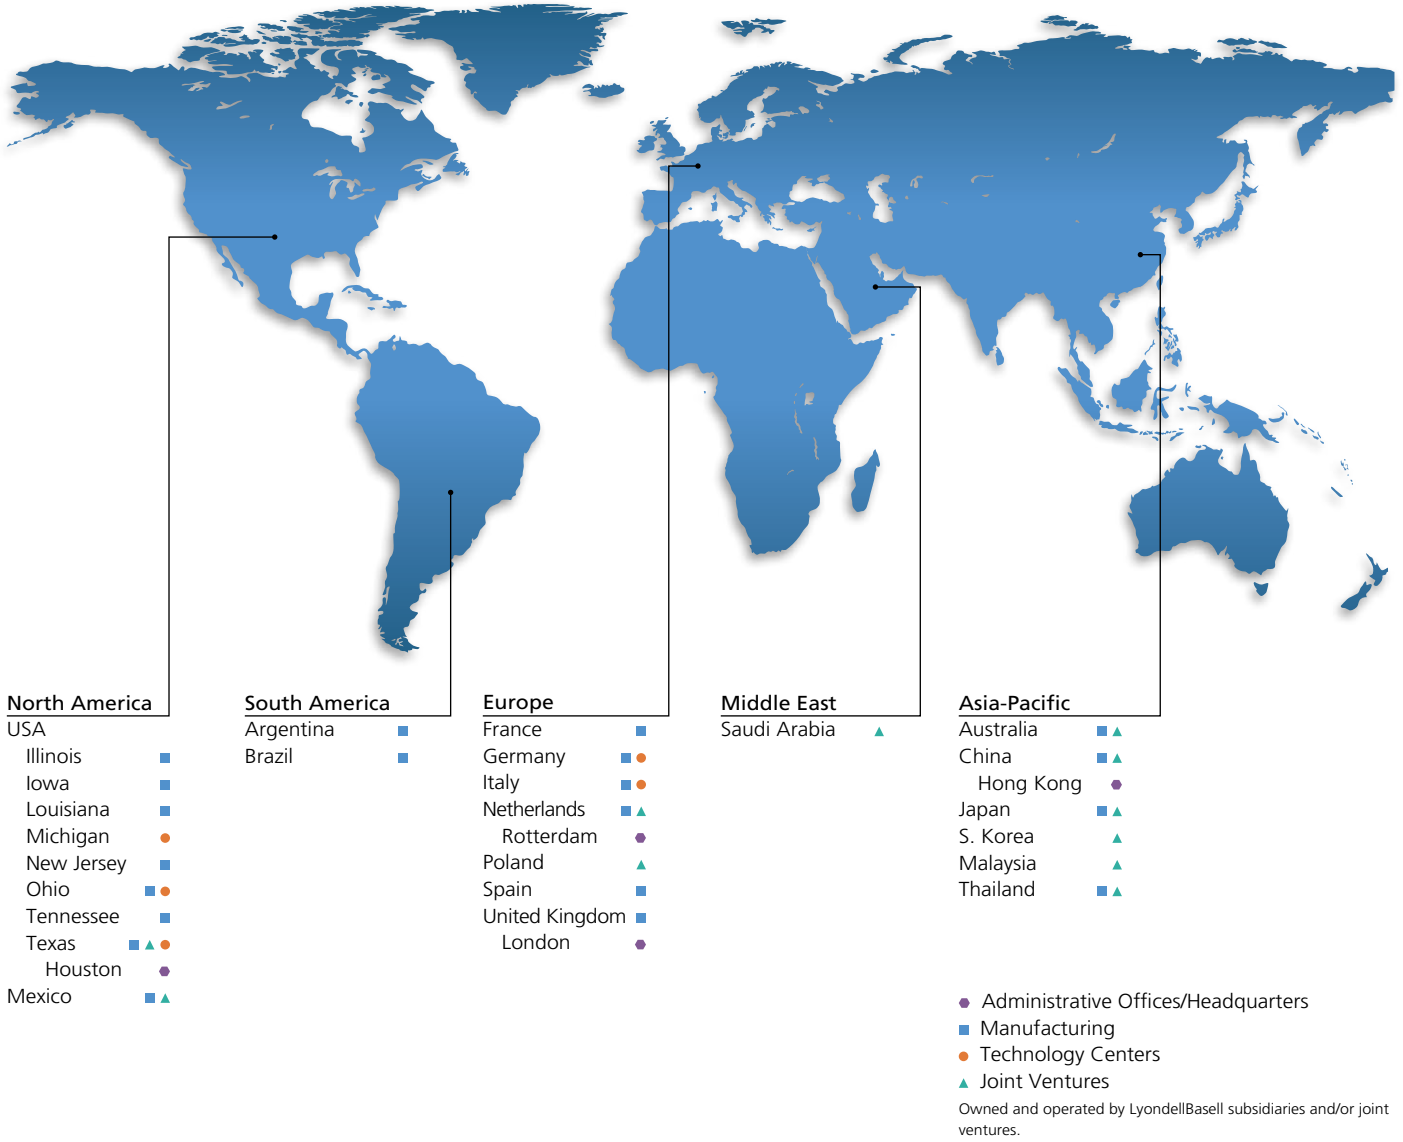 North America
USA
Illinois
Iowa
Louisiana
Michigan
New Jersey
Ohio
Tennessee
Texas
Houston
Mexico
South America
Argentina
Brazil
Europe
France
Germany
Italy
Netherlands
Rotterdam
Poland
Spain
United Kingdom
London
Middle East
Saudi Arabia
Asia-Pacific
Australia
China
Hong Kong
Japan
S. Korea
Malaysia
Thailand
Administrative Offices/Headquarters
Manufacturing
Technology Centers
Joint Ventures
Owned and operated by LyondellBasell subsidiaries and/or joint
ventures.